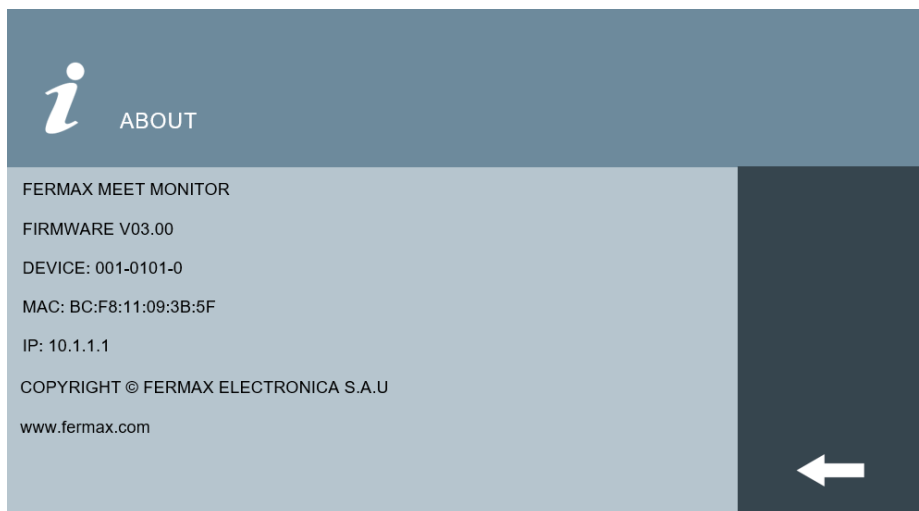 ABOUT
FERMAX MEET MONITOR
FIRMWARE V03.00
DEVICE: 001-0101-0
MAC: BC:F8:11:09:3B:5F
IP: 10.1.1.1
COPYRIGHT © FERMAX ELECTRONICA S.A.U
www.fermax.com